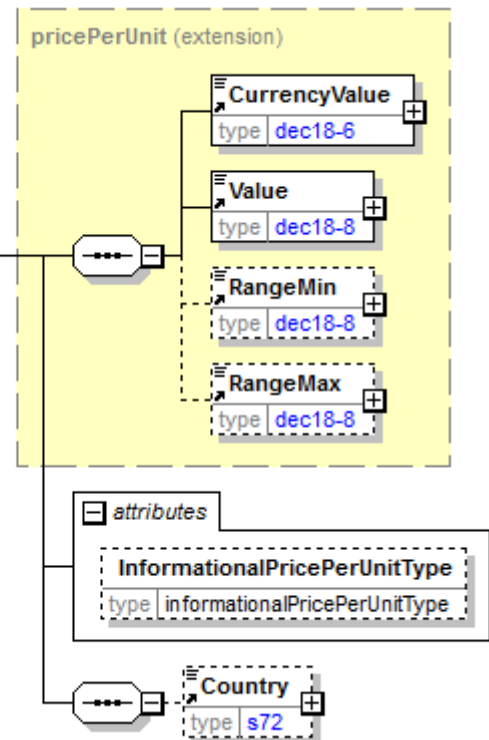 pricePerUnit (extension)
CurrencyValue
type dec18-6
Value
type dec18-8
RangeMin
type dec18-8
RangeMax
type dec18-8
attributes
InformationalPricePerUnitType
type informationalPricePerUnitType
Country
type s72